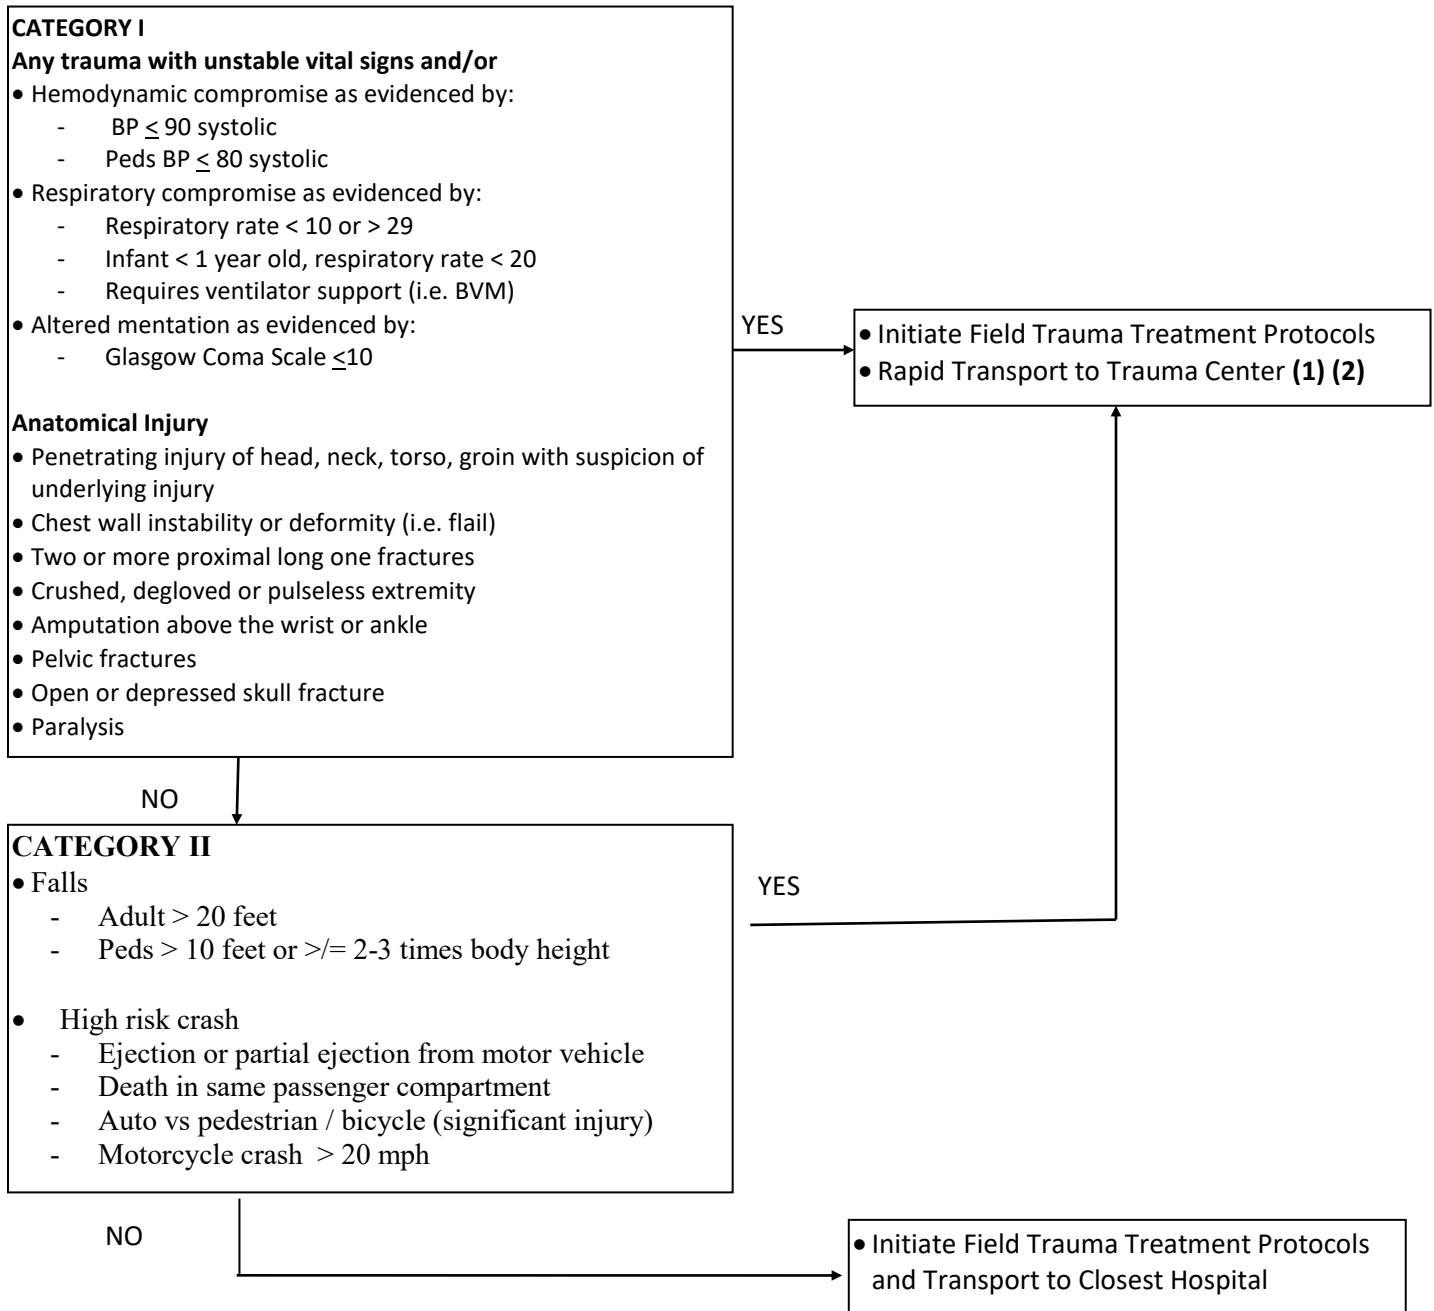 CATEGORY I
Any trauma with unstable vital signs and/or
• Hemodynamic compromise as evidenced by:
- BP ≤ 90 systolic
- Peds BP ≤ 80 systolic
• Respiratory compromise as evidenced by:
- Respiratory rate < 10 or > 29
- Infant < 1 year old, respiratory rate < 20
- Requires ventilator support (i.e. BVM)
• Altered mentation as evidenced by:
- Glasgow Coma Scale ≤10
Anatomical Injury
• Penetrating injury of head, neck, torso, groin with suspicion of
underlying injury
• Chest wall instability or deformity (i.e. flail)
• Two or more proximal long one fractures
• Crushed, degloved or pulseless extremity
• Amputation above the wrist or ankle
• Pelvic fractures
• Open or depressed skull fracture
• Paralysis
YES
• Initiate Field Trauma Treatment Protocols
• Rapid Transport to Trauma Center (1) (2)
NO
CATEGORY II
• Falls
- Adult > 20 feet
- Peds > 10 feet or >/= 2-3 times body height
• High risk crash
- Ejection or partial ejection from motor vehicle
- Death in same passenger compartment
- Auto vs pedestrian / bicycle (significant injury)
- Motorcycle crash > 20 mph
YES
NO
• Initiate Field Trauma Treatment Protocols
and Transport to Closest Hospital